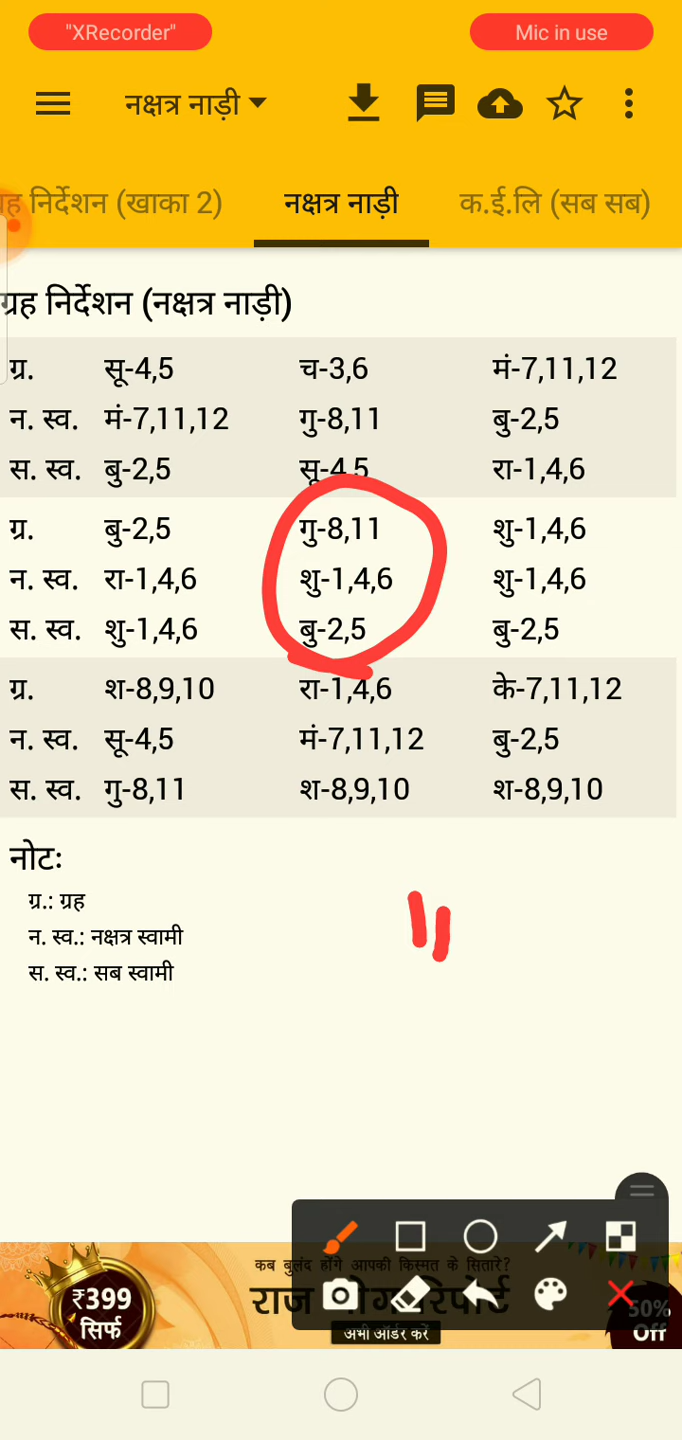 "XRecorder" Mic in use
नक्षत्र नाड़ी
ह निर्देशन (खाका 2) नक्षत्र नाड़ी क.ई.लि (सब सब)
ग्रह निर्देशन (नक्षत्र नाड़ी)
ग्र. सू-4,5 च-3,6 मं-7,11,12
न. स्व. मं-7,11,12 गु-8,11 बु-2,5
स. स्व. बु-2,5 सू-4,5 रा-1,4,6
ग्र. बु-2,5 गु-8,11 शु-1,4,6
न. स्व. रा-1,4,6 शु-1,4,6 शु-1,4,6
स. स्व. शु-1,4,6 बु-2,5 बु-2,5
ग्र. श-8,9,10 रा-1,4,6 के-7,11,12
न. स्व. सू-4,5 मं-7,11,12 बु-2,5
स. स्व. गु-8,11 श-8,9,10 श-8,9,10
नोटः
ग्र.: ग्रह
11
न. स्व.: नक्षत्र स्वामी
स. स्व.: सब स्वामी
कब बुलंद होंगे आपकी किस्मत के सितारे?
₹399
सिर्फ
राज योग रिपोर्ट
50%
Off
अभी ऑर्डर करें